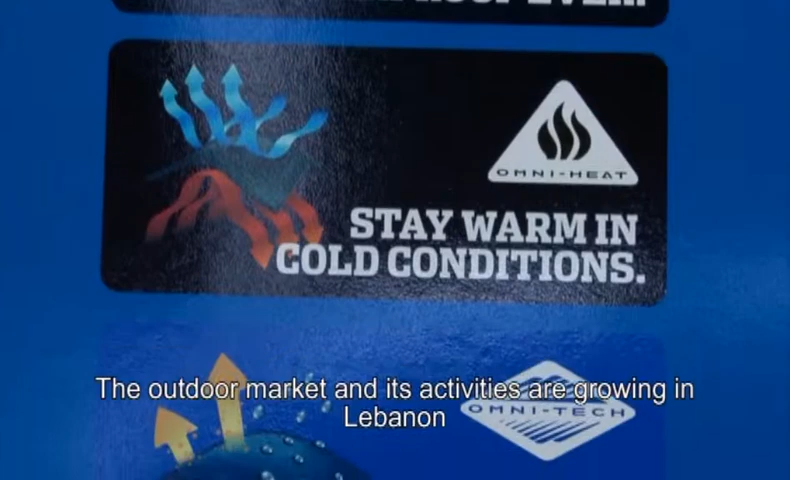 OMNI-HEAT
STAY WARM IN
COLD CONDITIONS.
The outdoor market and its activities are growing in
Lebanon
OMNI-TECH